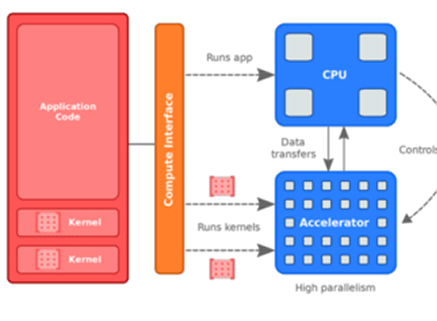 Application
Code
Kernel
Kernel
Compute Interface
Runs app
Runs kernels
CPU
Data
transfers
Controls
Accelerator
High parallelism